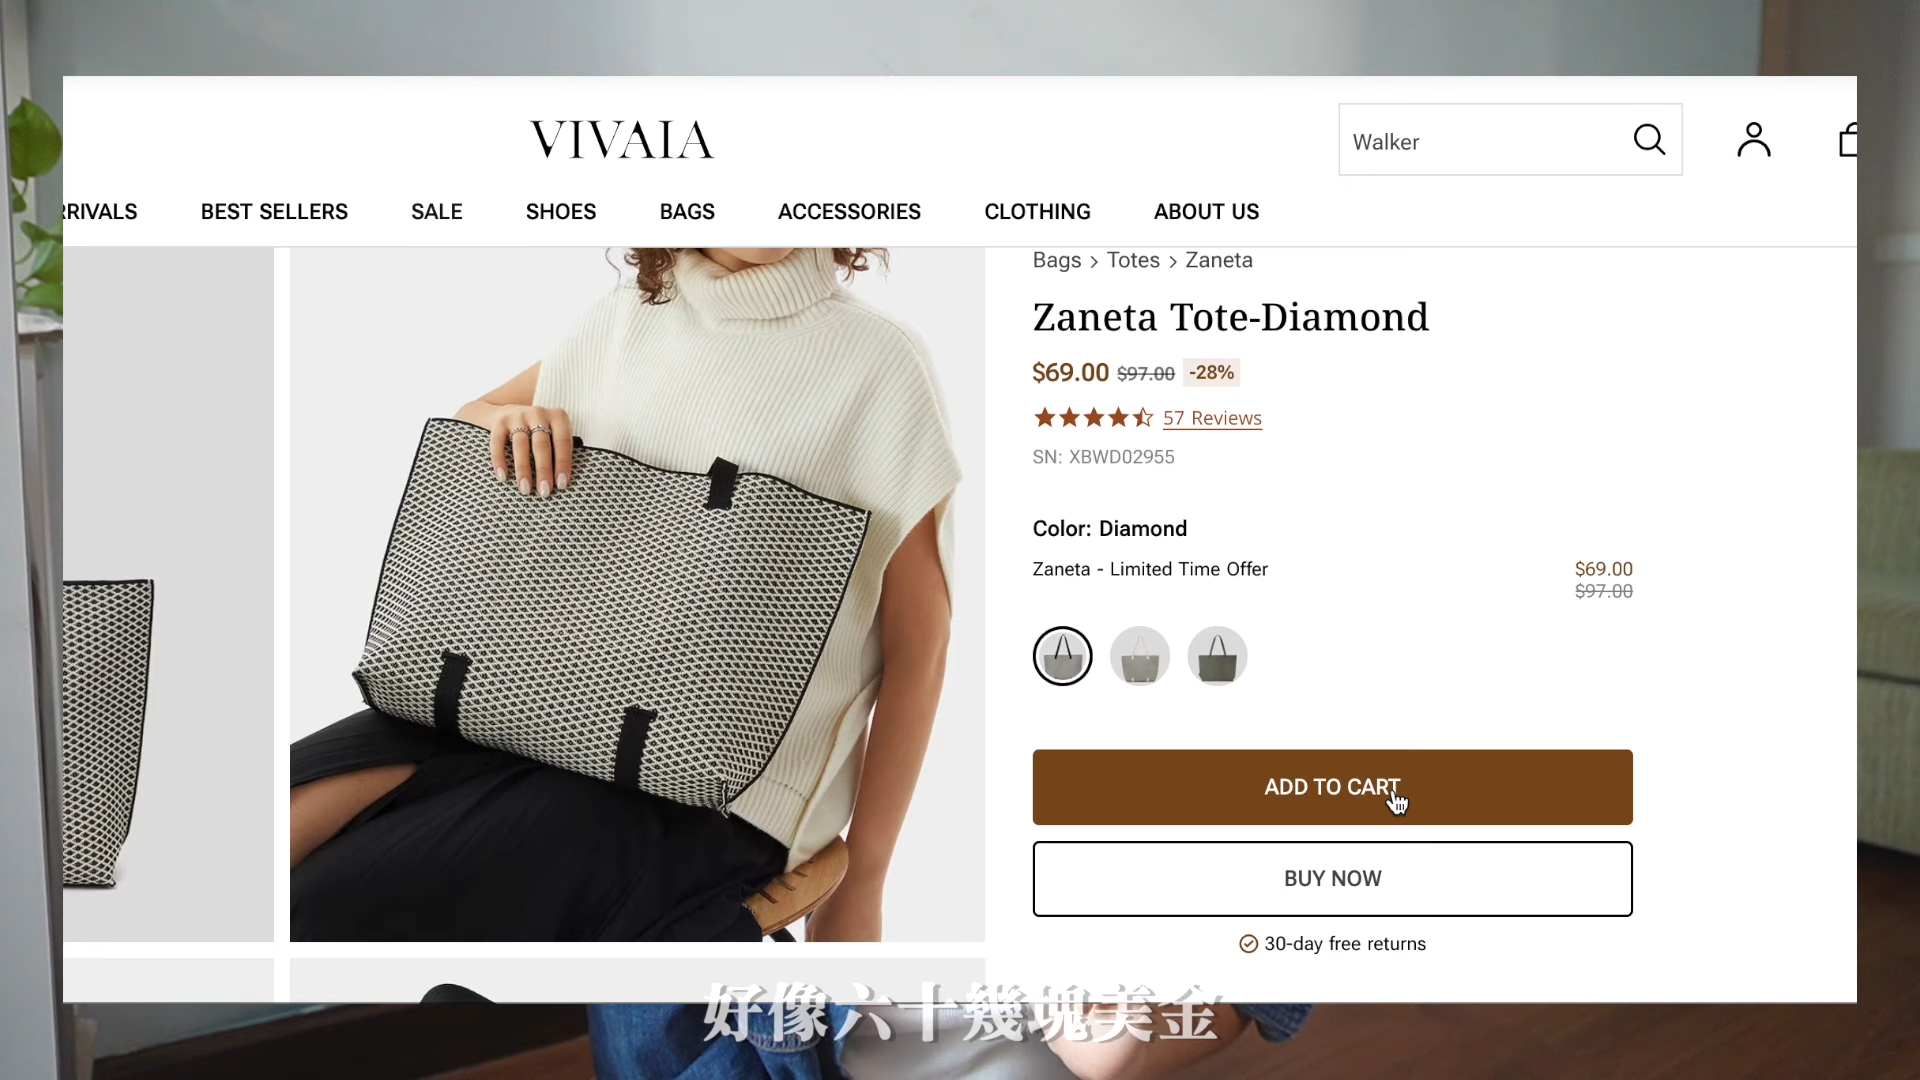 VIVAIA
Walker
RRIVALS
BEST SELLERS
SALE
SHOES
BAGS
ACCESSORIES
CLOTHING
ABOUT US
Bags > Totes > Zaneta
Zaneta Tote-Diamond
$69.00 $97.00 -28%
57 Reviews
SN: XBWD02955
Color: Diamond
Zaneta - Limited Time Offer
$69.00
$97.00
ADD TO CART
BUY NOW
30-day free returns
好像六十幾塊美金